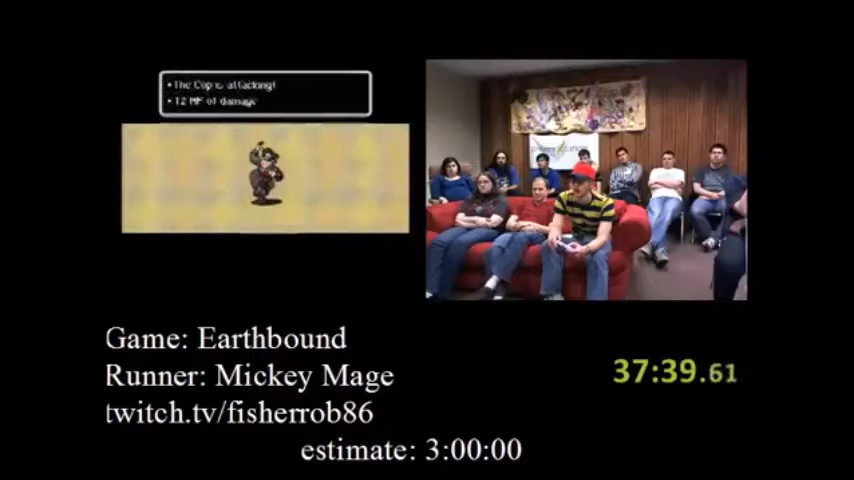 •The Cop is attacking!
•12 HP of damage
Game: Earthbound
Runner: Mickey Mage
37:39.61
twitch.tv/fisherrob86
estimate: 3:00:00